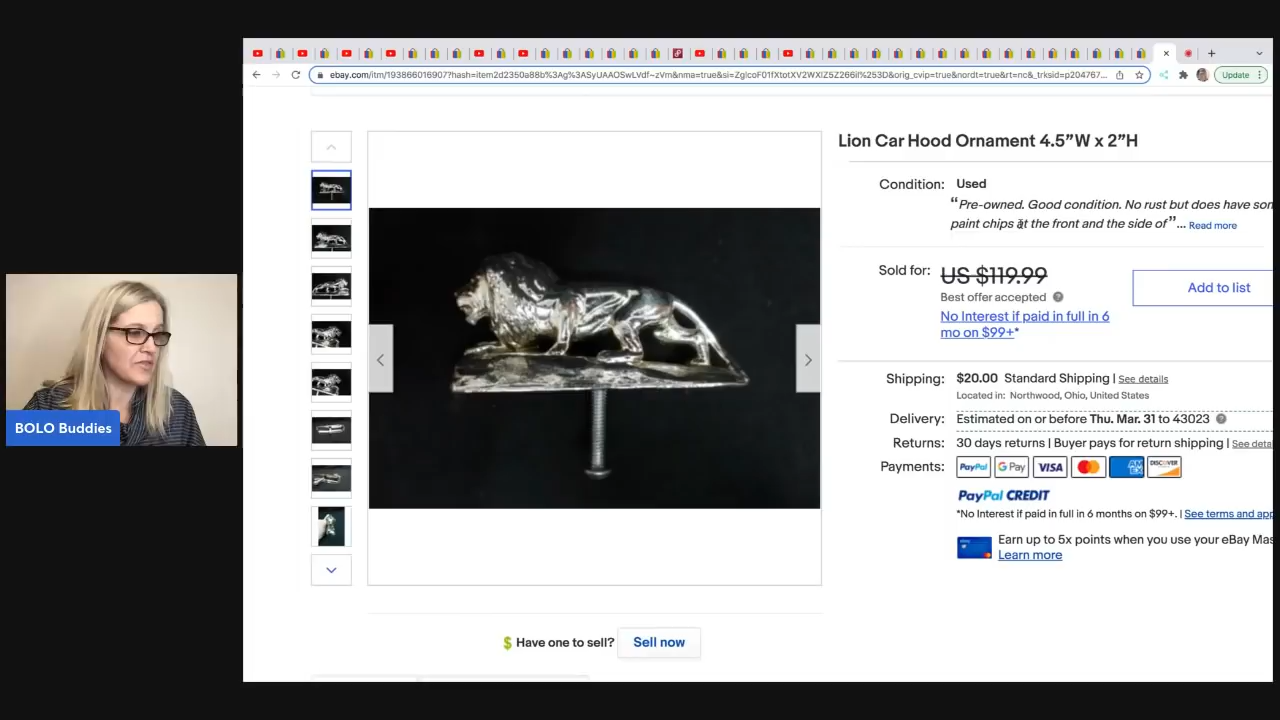 ebay.com/itm/193866016907?hash=item2d2350a88b%3Ag%3ASyUAAOSwLVdf~zVm&nma=true&si=ZglcoF01fXtotXV2WXIZ5Z266iI%253D&orig_cvip=true&nordt=true&rt=nc&_trksid=p204767...
Update
Lion Car Hood Ornament 4.5”W x 2”H
Condition: Used
“Pre-owned. Good condition. No rust but does have son
paint chips at the front and the side of”... Read more
Sold for: US $119.99
Best offer accepted
No Interest if paid in full in 6
mo on $99+*
Add to list
Shipping: $20.00 Standard Shipping | See details
Located in: Northwood, Ohio, United States
Delivery: Estimated on or before Thu. Mar. 31 to 43023
Returns: 30 days returns | Buyer pays for return shipping | See detai
Payments: PayPal G Pay VISA MasterCard AM EX DISCOVER
PayPal CREDIT
*No Interest if paid in full in 6 months on $99+. | See terms and app
Earn up to 5x points when you use your eBay Mas
Learn more
Have one to sell? Sell now
BOLO Buddies